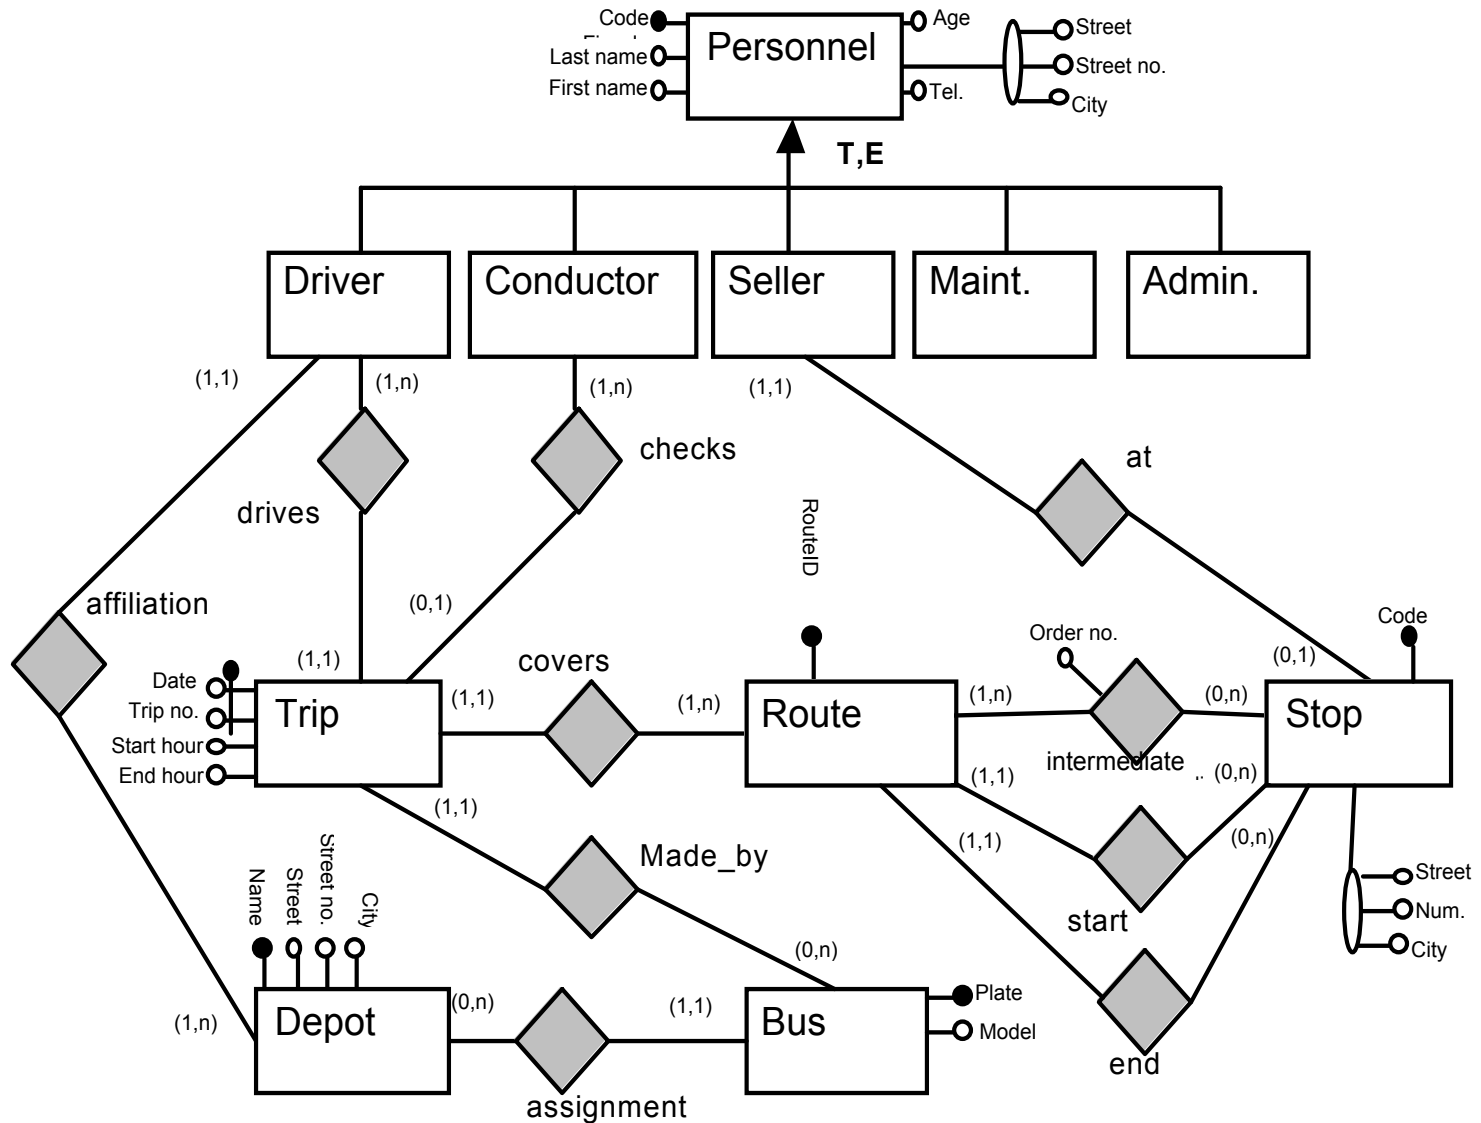 Code
Last name
First name
Personnel
Age
Tel.
Street
Street no.
City
T,E
Driver
Conductor
Seller
Maint.
Admin.
(1,1)
(1,n)
(1,n)
(1,1)
drives
checks
at
RouteID
affiliation
(0,1)
(1,1)
covers
Order no.
Code
(0,1)
Date
Trip no.
Start hour
End hour
Trip
(1,1)
(1,n)
Route
(1,n)
(0,n)
Stop
intermediate
(1,1)
(0,n)
(1,1)
Made_by
(1,1)
(0,n)
start
Street
Num.
City
Name
Street
Street no.
City
(0,n)
(1,n)
Depot
(0,n)
(1,1)
Bus
Plate
Model
end
assignment